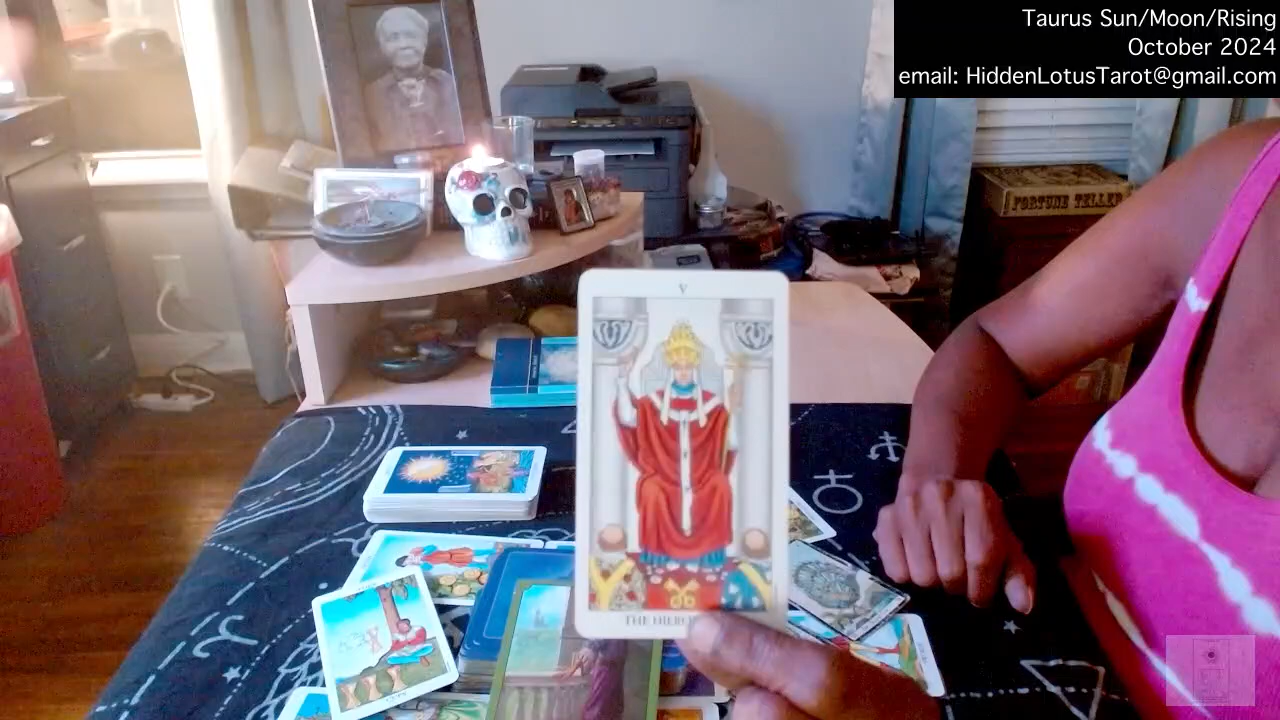 Taurus Sun/Moon/Rising
October 2024
email: HiddenLotusTarot@gmail.com
FORTUNE TELLER
V